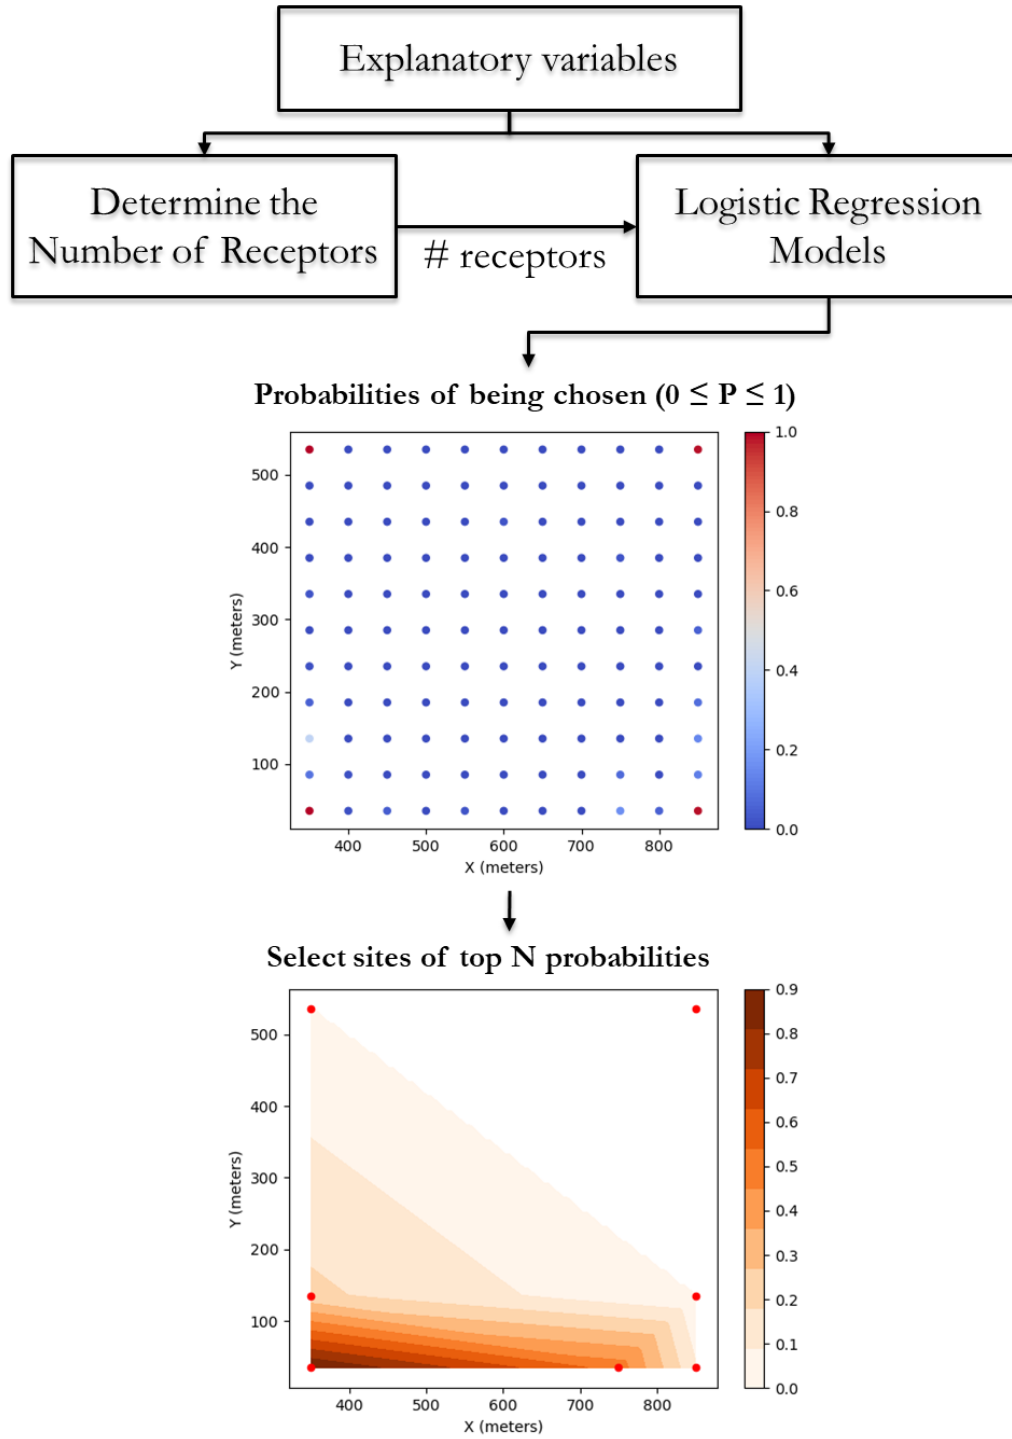 Explanatory variables
Determine the
Number of Receptors
# receptors
Logistic Regression
Models
Probabilities of being chosen (0 ≤ P ≤ 1)
500
400
300
200
100
Y (meters)
400 500 600 700 800
X (meters)
1.0
0.8
0.6
0.4
0.2
0.0
Select sites of top N probabilities
500
400
300
200
100
Y (meters)
400 500 600 700 800
X (meters)
0.9
0.8
0.7
0.6
0.5
0.4
0.3
0.2
0.1
0.0